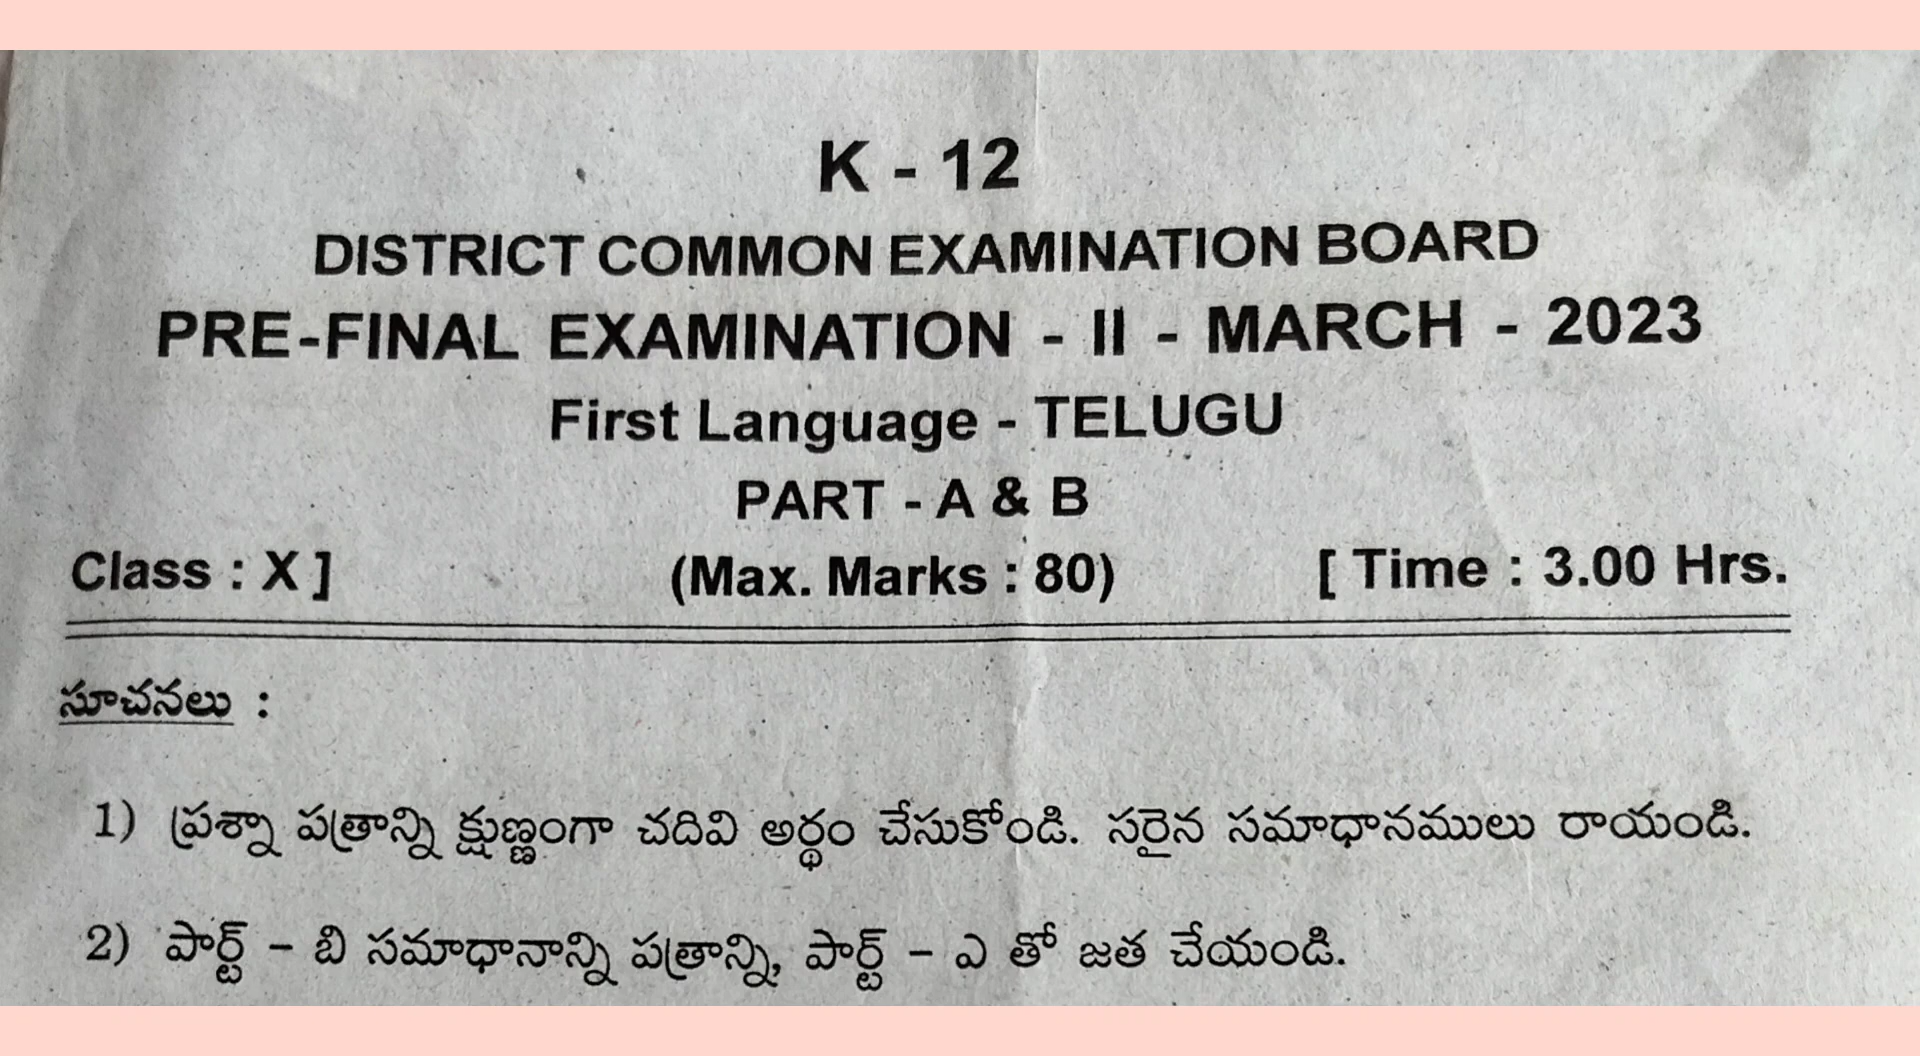 K - 12
DISTRICT COMMON EXAMINATION BOARD
PRE-FINAL EXAMINATION - II - MARCH - 2023
First Language - TELUGU
PART - A & B
Class : X ] (Max. Marks : 80) [ Time : 3.00 Hrs.
సూచనలు :
1) ప్రశ్నా పత్రాన్ని క్షుణ్ణంగా చదివి అర్థం చేసుకోండి. సరైన సమాధానములు రాయండి.
2) పార్ట్ - బి సమాధానాన్ని పత్రాన్ని, పార్ట్ - ఎ తో జత చేయండి.